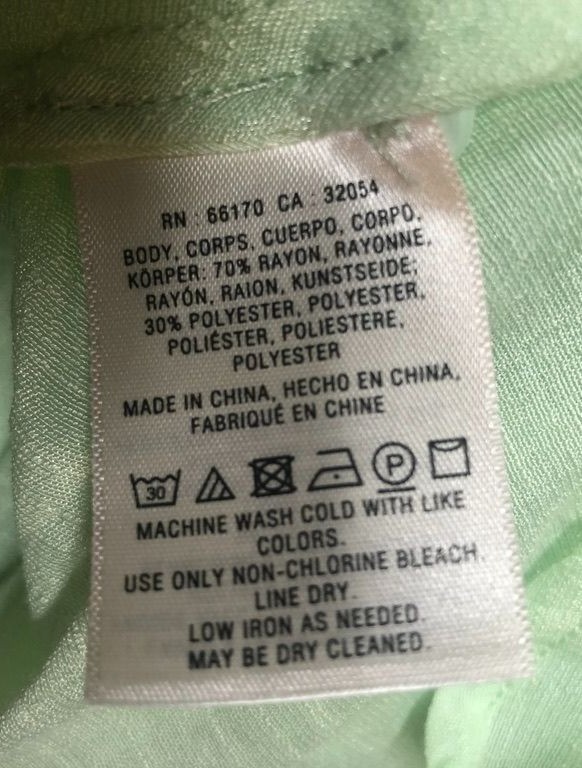 RN : 66170 CA : 32054
BODY, CORPS, CUERPO, CORPO,
KÖRPER: 70% RAYON, RAYONNE,
RAYÓN, RAION, KUNSTSEIDE;
30% POLYESTER, POLYESTER,
POLIÉSTER, POLIESTERE,
POLYESTER
MADE IN CHINA, HECHO EN CHINA,
FABRIQUÉ EN CHINE
30 P
MACHINE WASH COLD WITH LIKE
COLORS.
USE ONLY NON-CHLORINE BLEACH.
LINE DRY.
LOW IRON AS NEEDED.
MAY BE DRY CLEANED.